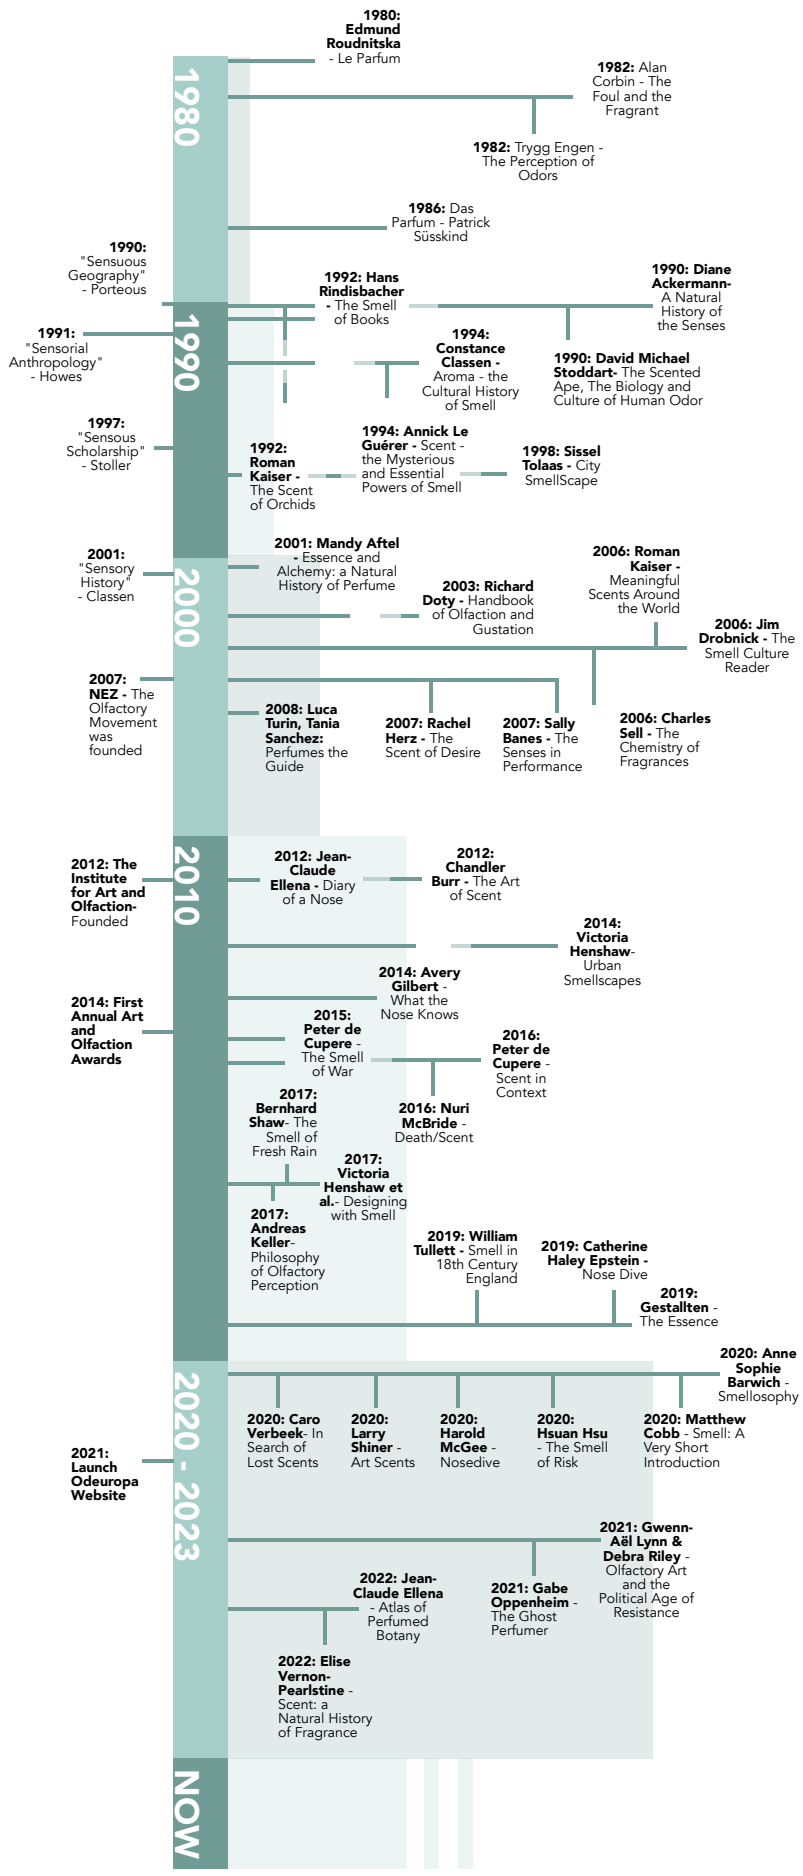 1980:
Edmund
Roudnitska
- Le Parfum
1980
1982: Alan
Corbin - The
Foul and the
Fragrant
1982: Trygg Engen -
The Perception of
Odors
1986: Das
Parfum - Patrick
Süsskind
1990:
"Sensuous
Geography"
- Porteous
1990
1992: Hans
Rindisbacher
- The Smell
of Books
1990: Diane
Ackermann-
A Natural
History of
the Senses
1991:
"Sensorial
Anthropology"
- Howes
1994:
Constance
Classen -
Aroma - the
Cultural History
of Smell
1990: David Michael
Stoddart- The Scented
Ape, The Biology and
Culture of Human Odor
1997:
"Sensous
Scholarship"
- Stoller
1992:
Roman
Kaiser -
The Scent
of Orchids
1994: Annick Le
Guérer - Scent -
the Mysterious
and Essential
Powers of Smell
1998: Sissel
Tolaas - City
SmellScape
2001:
"Sensory
History"
- Classen
2000
2001: Mandy Aftel
- Essence and
Alchemy: a Natural
History of Perfume
2003: Richard
Doty - Handbook
of Olfaction and
Gustation
2006: Roman
Kaiser -
Meaningful
Scents Around
the World
2006: Jim
Drobnick - The
Smell Culture
Reader
2007:
NEZ - The
Olfactory
Movement
was
founded
2008: Luca
Turin, Tania
Sanchez:
Perfumes the
Guide
2007: Rachel
Herz - The
Scent of Desire
2007: Sally
Banes - The
Senses in
Performance
2006: Charles
Sell - The
Chemistry of
Fragrances
2010
2012: The
Institute
for Art and
Olfaction-
Founded
2012: Jean-
Claude
Ellena - Diary
of a Nose
2012:
Chandler
Burr - The Art
of Scent
2014:
Victoria
Henshaw-
Urban
Smellscapes
2014: Avery
Gilbert -
What the
Nose Knows
2014: First
Annual Art
and
Olfaction
Awards
2015:
Peter de
Cupere -
The Smell
of War
2016:
Peter de
Cupere -
Scent in
Context
2016: Nuri
McBride -
Death/Scent
2017:
Bernhard
Shaw- The
Smell of
Fresh Rain
2017:
Victoria
Henshaw et
al.- Designing
with Smell
2017:
Andreas
Keller-
Philosophy
of Olfactory
Perception
2019: William
Tullett - Smell in
18th Century
England
2019: Catherine
Haley Epstein -
Nose Dive
2019:
Gestallten -
The Essence
2020 - 2023
2020: Anne
Sophie
Barwich -
Smellosophy
2020: Caro
Verbeek- In
Search of
Lost Scents
2020:
Larry
Shiner -
Art Scents
2020:
Harold
McGee -
Nosedive
2020:
Hsuan Hsu
- The Smell
of Risk
2020: Matthew
Cobb - Smell: A
Very Short
Introduction
2021:
Launch
Odeuropa
Website
2021: Gwenn-
Aël Lynn &
Debra Riley -
Olfactory Art
and the
Political Age of
Resistance
2021: Gabe
Oppenheim -
The Ghost
Perfumer
2022: Jean-
Claude Ellena
- Atlas of
Perfumed
Botany
2022: Elise
Vernon-
Pearlstine -
Scent: a
Natural History
of Fragrance
NOW